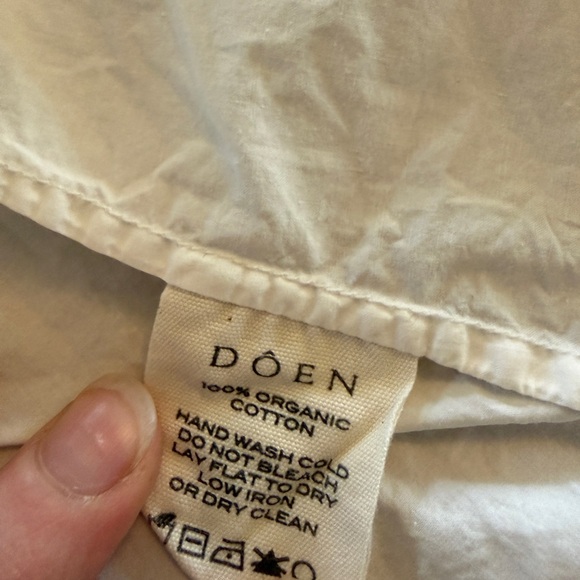 DÔEN
100% ORGANIC
COTTON
HAND WASH COLD
DO NOT BLEACH
LAY FLAT TO DRY
LOW IRON
OR DRY CLEAN